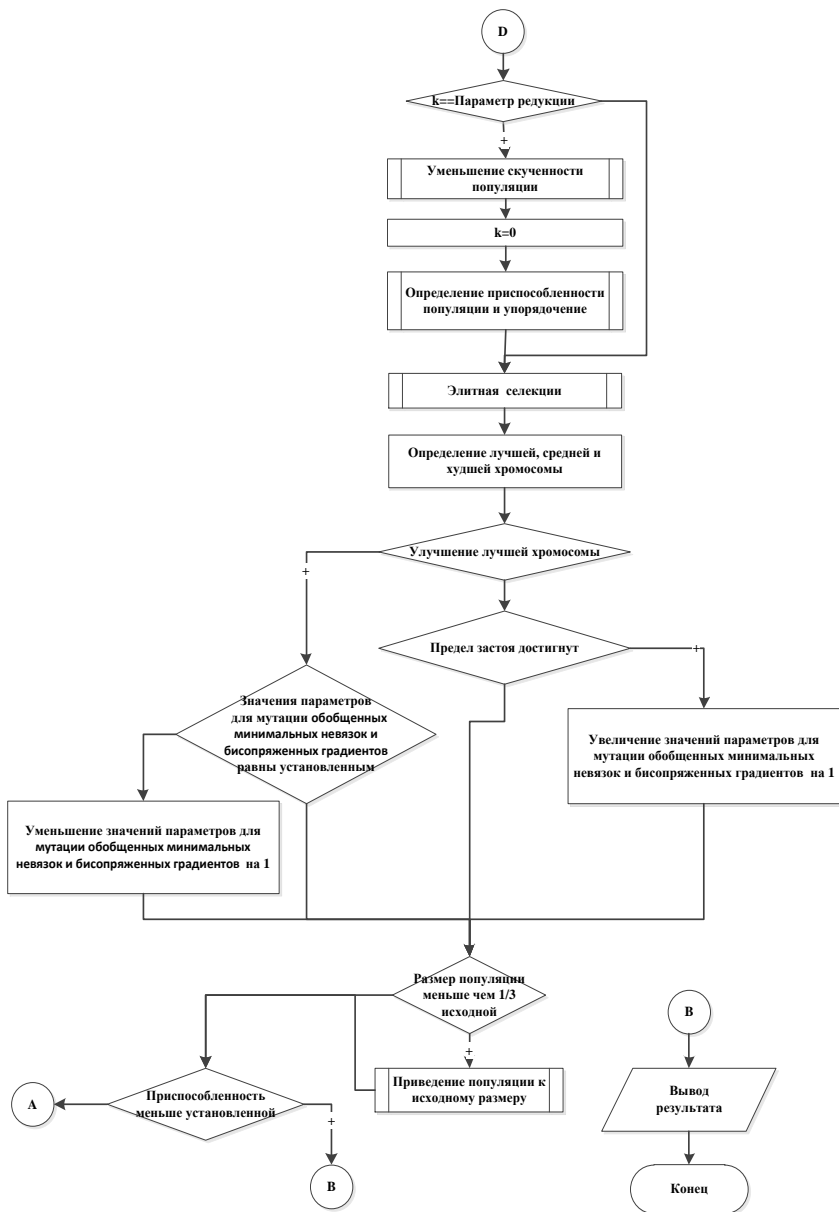 D
k==Параметр редукции
+
Уменьшение скученности
популяции
k=0
Определение приспособленности
популяции и упорядочение
Элитная селекции
Определение лучшей, средней и
худшей хромосомы
Улучшение лучшей хромосомы
+
Предел застоя достигнут
+
Значения параметров
для мутации обобщенных
минимальных невязок и
бисопряженных градиентов
равны установленным
Увеличение значений параметров для
мутации обобщенных минимальных
невязок и бисопряженных градиентов на 1
Уменьшение значений параметров для
мутации обобщенных минимальных
невязок и бисопряженных градиентов на 1
Размер популяции
меньше чем 1/3
исходной
+
Приведение популяции к
исходному размеру
Приспособленность
меньше установленной
A
+
B
B
Вывод
результата
Конец